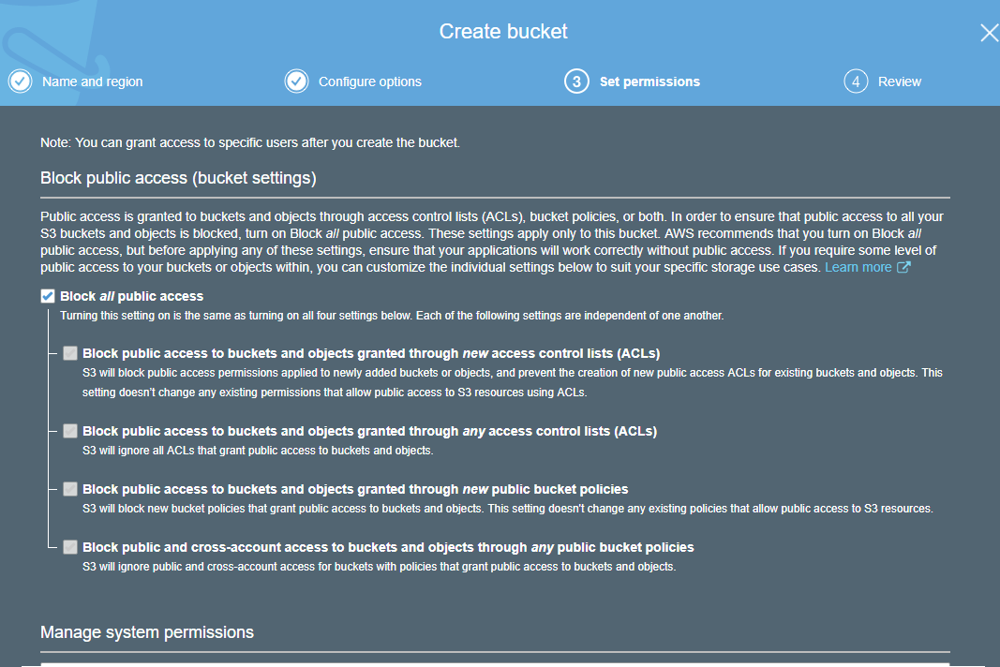 Create bucket
Name and region
Configure options
3 Set permissions
4 Review
Note: You can grant access to specific users after you create the bucket.
Block public access (bucket settings)
Public access is granted to buckets and objects through access control lists (ACLs), bucket policies, or both. In order to ensure that public access to all your
S3 buckets and objects is blocked, turn on Block all public access. These settings apply only to this bucket. AWS recommends that you turn on Block all
public access, but before applying any of these settings, ensure that your applications will work correctly without public access. If you require some level of
public access to your buckets or objects within, you can customize the individual settings below to suit your specific storage use cases. Learn more
Block all public access
Turning this setting on is the same as turning on all four settings below. Each of the following settings are independent of one another.
Block public access to buckets and objects granted through new access control lists (ACLs)
S3 will block public access permissions applied to newly added buckets or objects, and prevent the creation of new public access ACLs for existing buckets and objects. This
setting doesn't change any existing permissions that allow public access to S3 resources using ACLs.
Block public access to buckets and objects granted through any access control lists (ACLs)
S3 will ignore all ACLs that grant public access to buckets and objects.
Block public access to buckets and objects granted through new public bucket policies
S3 will block new bucket policies that grant public access to buckets and objects. This setting doesn't change any existing policies that allow public access to S3 resources.
Block public and cross-account access to buckets and objects through any public bucket policies
S3 will ignore public and cross-account access for buckets with policies that grant public access to buckets and objects.
Manage system permissions